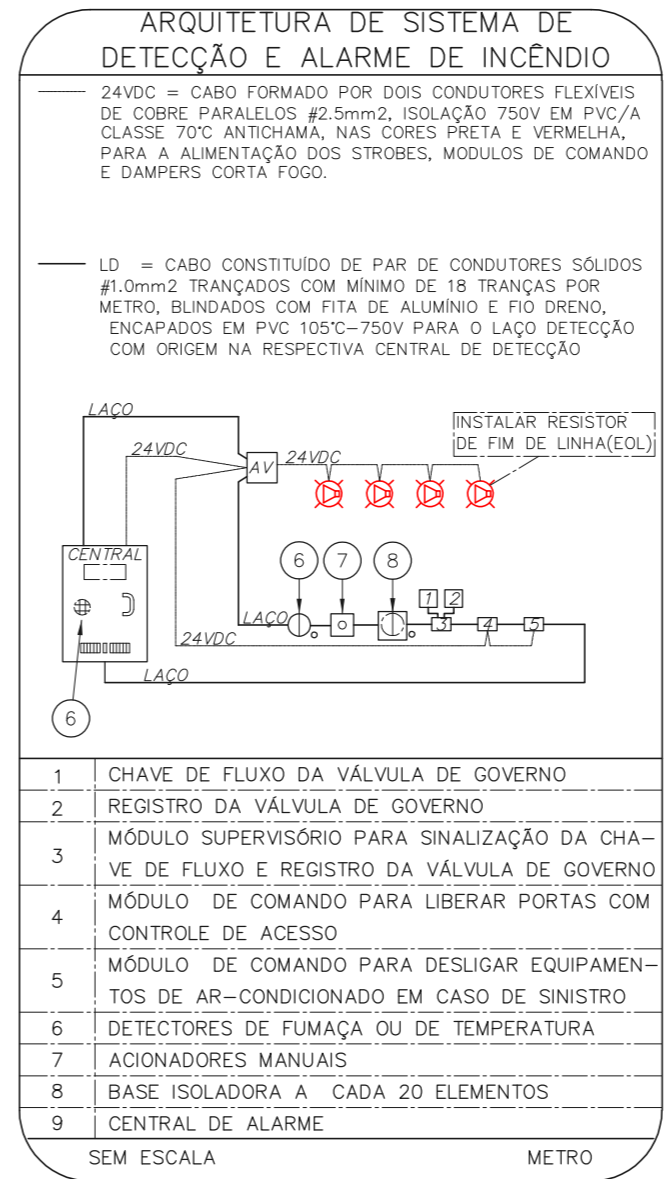 ARQUITETURA DE SISTEMA DE
DETECÇÃO E ALARME DE INCÊNDIO
24VDC = CABO FORMADO POR DOIS CONDUTORES FLEXÍVEIS
DE COBRE PARALELOS #2.5mm2, ISOLAÇÃO 750V EM PVC/A
CLASSE 70°C ANTICHAMA, NAS CORES PRETA E VERMELHA,
PARA A ALIMENTAÇÃO DOS STROBES, MODULOS DE COMANDO
E DAMPERS CORTA FOGO.
LD = CABO CONSTITUÍDO DE PAR DE CONDUTORES SÓLIDOS
#1.0mm2 TRANÇADOS COM MÍNIMO DE 18 TRANÇAS POR
METRO, BLINDADOS COM FITA DE ALUMÍNIO E FIO DRENO,
ENCAPADOS EM PVC 105°C-750V PARA O LAÇO DETECÇÃO
COM ORIGEM NA RESPECTIVA CENTRAL DE DETECÇÃO
LAÇO
INSTALAR RESISTOR
DE FIM DE LINHA(EOL)
24VDC
AV
24VDC
CENTRAL
6
7
8
1
2
LAÇO
3
4
5
24VDC
LAÇO
6
1 CHAVE DE FLUXO DA VÁLVULA DE GOVERNO
2 REGISTRO DA VÁLVULA DE GOVERNO
3 MÓDULO SUPERVISÓRIO PARA SINALIZAÇÃO DA CHA-
VE DE FLUXO E REGISTRO DA VÁLVULA DE GOVERNO
4 MÓDULO DE COMANDO PARA LIBERAR PORTAS COM
CONTROLE DE ACESSO
5 MÓDULO DE COMANDO PARA DESLIGAR EQUIPAMEN-
TOS DE AR-CONDICIONADO EM CASO DE SINISTRO
6 DETECTORES DE FUMAÇA OU DE TEMPERATURA
7 ACIONADORES MANUAIS
8 BASE ISOLADORA A CADA 20 ELEMENTOS
9 CENTRAL DE ALARME
SEM ESCALA METRO